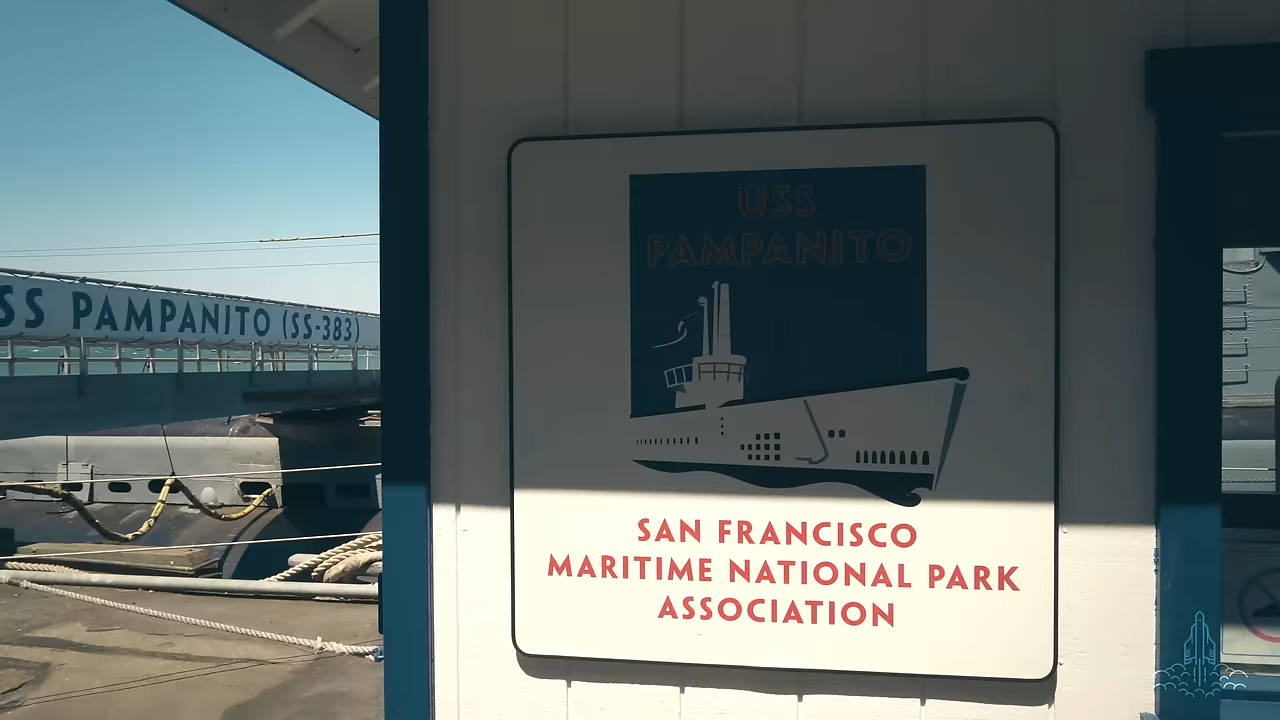 SS PAMPANITO (SS-383)
USS
PAMPANITO
SAN FRANCISCO
MARITIME NATIONAL PARK
ASSOCIATION